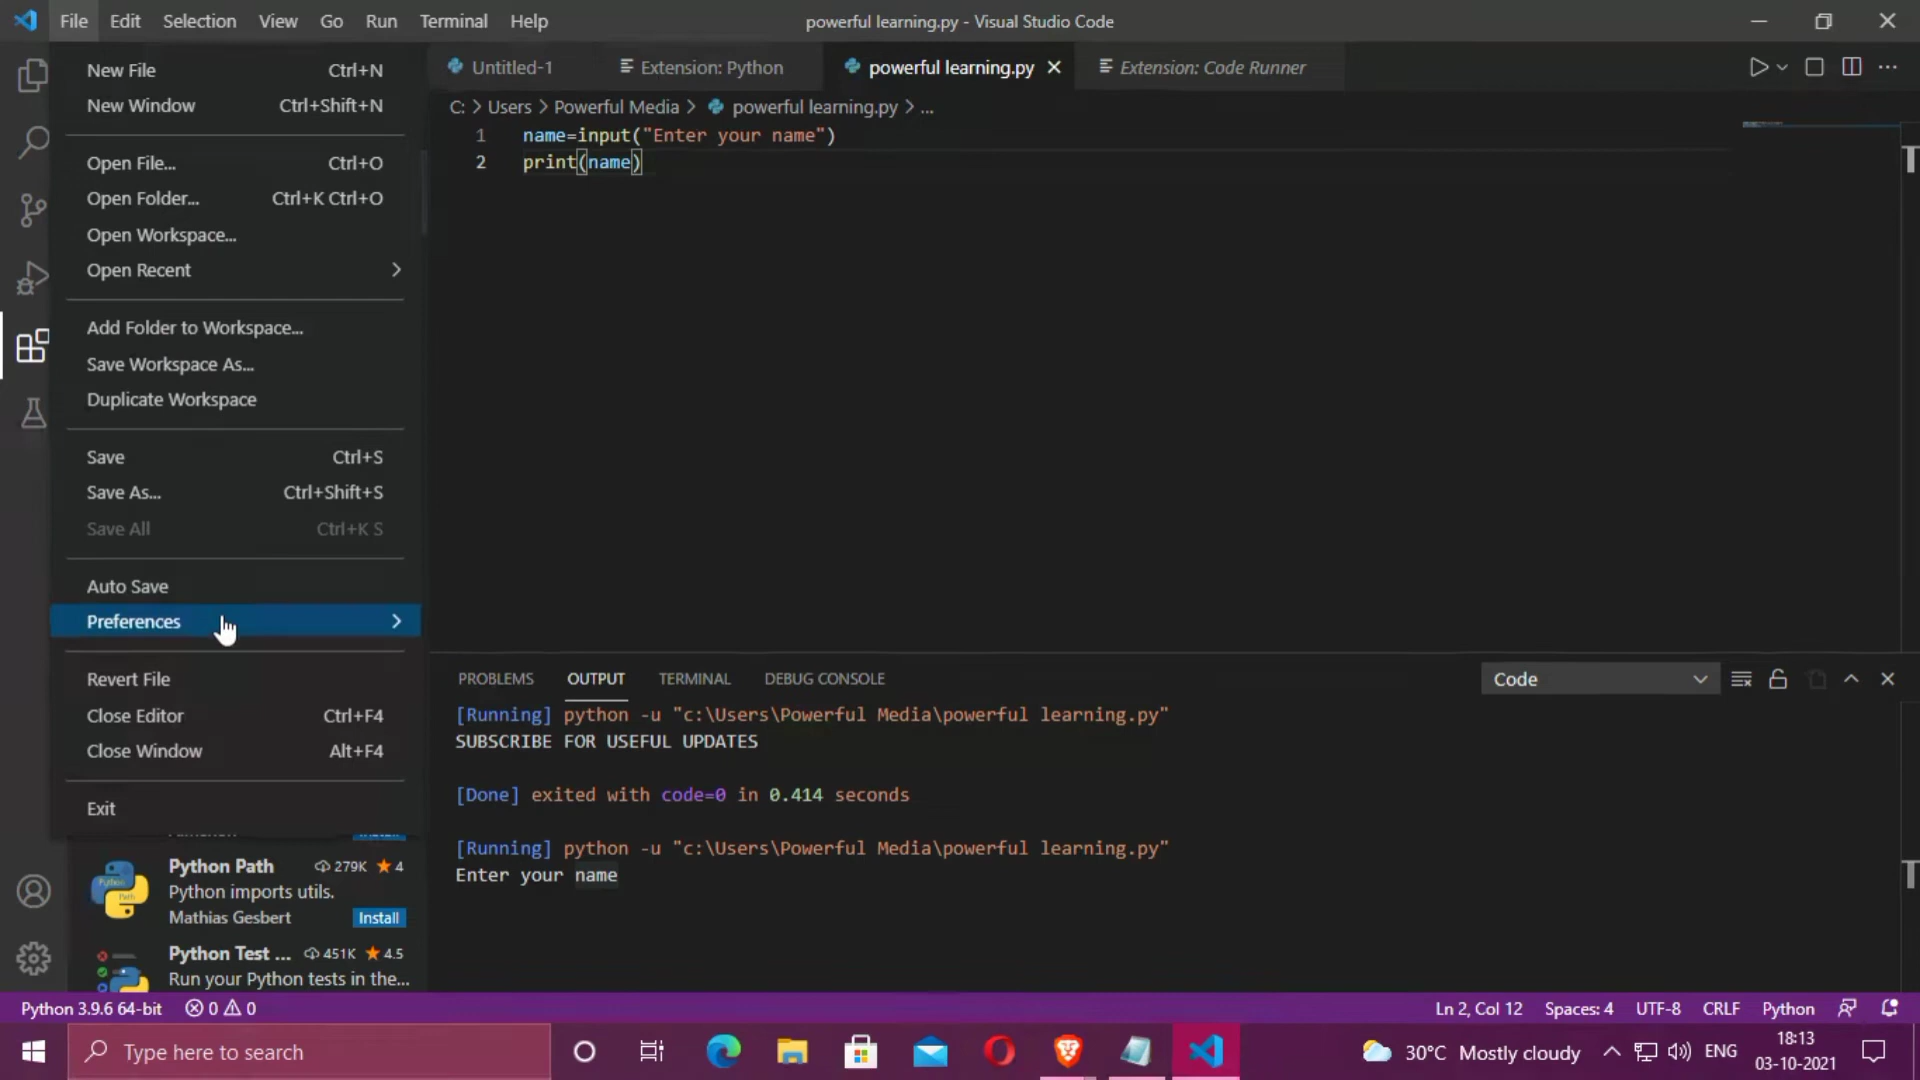 File Edit Selection View Go Run Terminal Help
powerful learning.py - Visual Studio Code
New File Ctrl+N
New Window Ctrl+Shift+N
Open File... Ctrl+O
Open Folder... Ctrl+K Ctrl+O
Open Workspace...
Open Recent
Add Folder to Workspace...
Save Workspace As...
Duplicate Workspace
Save Ctrl+S
Save As... Ctrl+Shift+S
Save All Ctrl+K S
Auto Save
Preferences
Revert File
Close Editor Ctrl+F4
Close Window Alt+F4
Exit
Python Path 279K ★ 4
Python imports utils.
Mathias Gesbert Install
Python Test ... 451K ★ 4.5
Run your Python tests in the...
Untitled-1 Extension: Python powerful learning.py Extension: Code Runner
C: > Users > Powerful Media > powerful learning.py > ...
1 name=input("Enter your name")
2 print(name)
PROBLEMS OUTPUT TERMINAL DEBUG CONSOLE Code
[Running] python -u "c:\Users\Powerful Media\powerful learning.py"
SUBSCRIBE FOR USEFUL UPDATES
[Done] exited with code=0 in 0.414 seconds
[Running] python -u "c:\Users\Powerful Media\powerful learning.py"
Enter your name
Python 3.9.6 64-bit 0 0 Ln 2, Col 12 Spaces: 4 UTF-8 CRLF Python
Type here to search 30°C Mostly cloudy ENG
18:13
03-10-2021